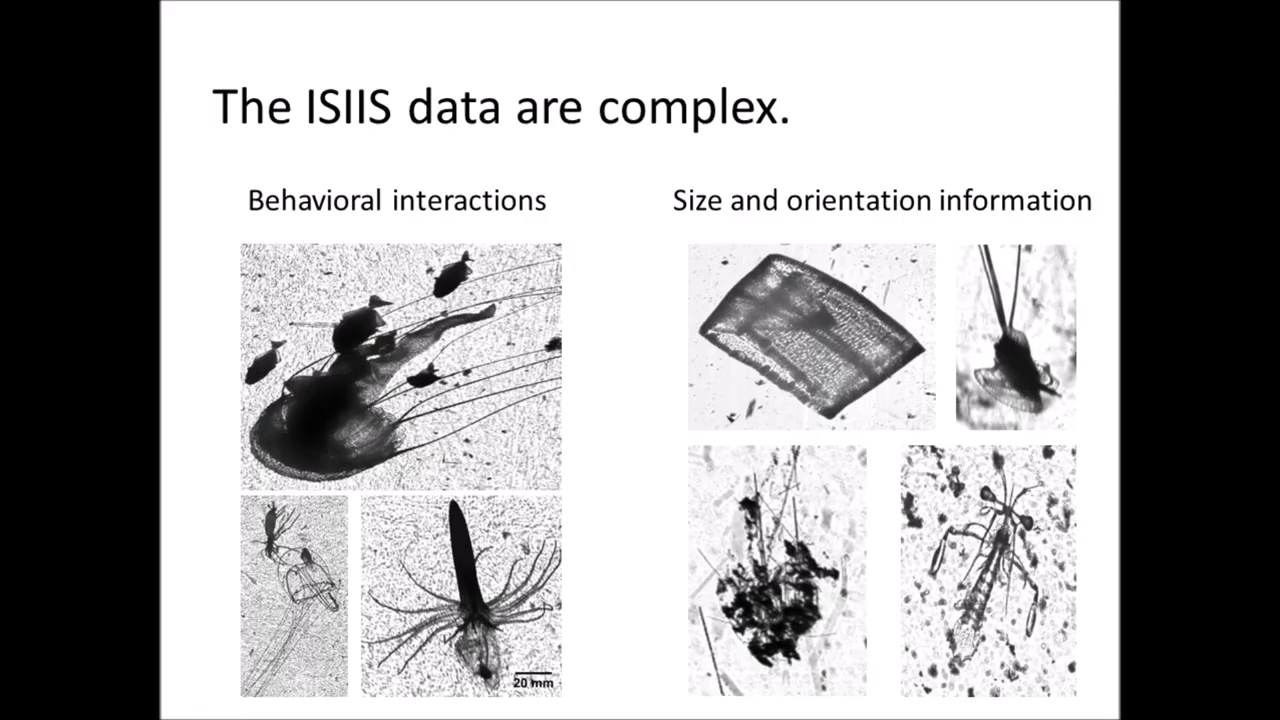 The ISIIS data are complex.
Behavioral interactions
Size and orientation information
20 mm